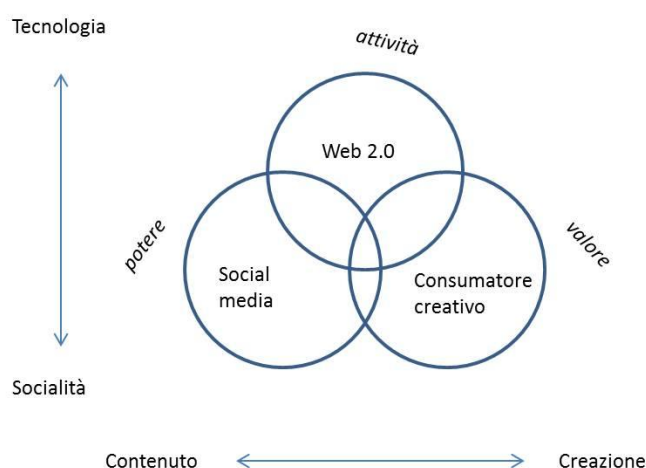 Tecnologia
attività
Web 2.0
potere
valore
Social
media
Consumatore
creativo
Socialità
Contenuto
Creazione